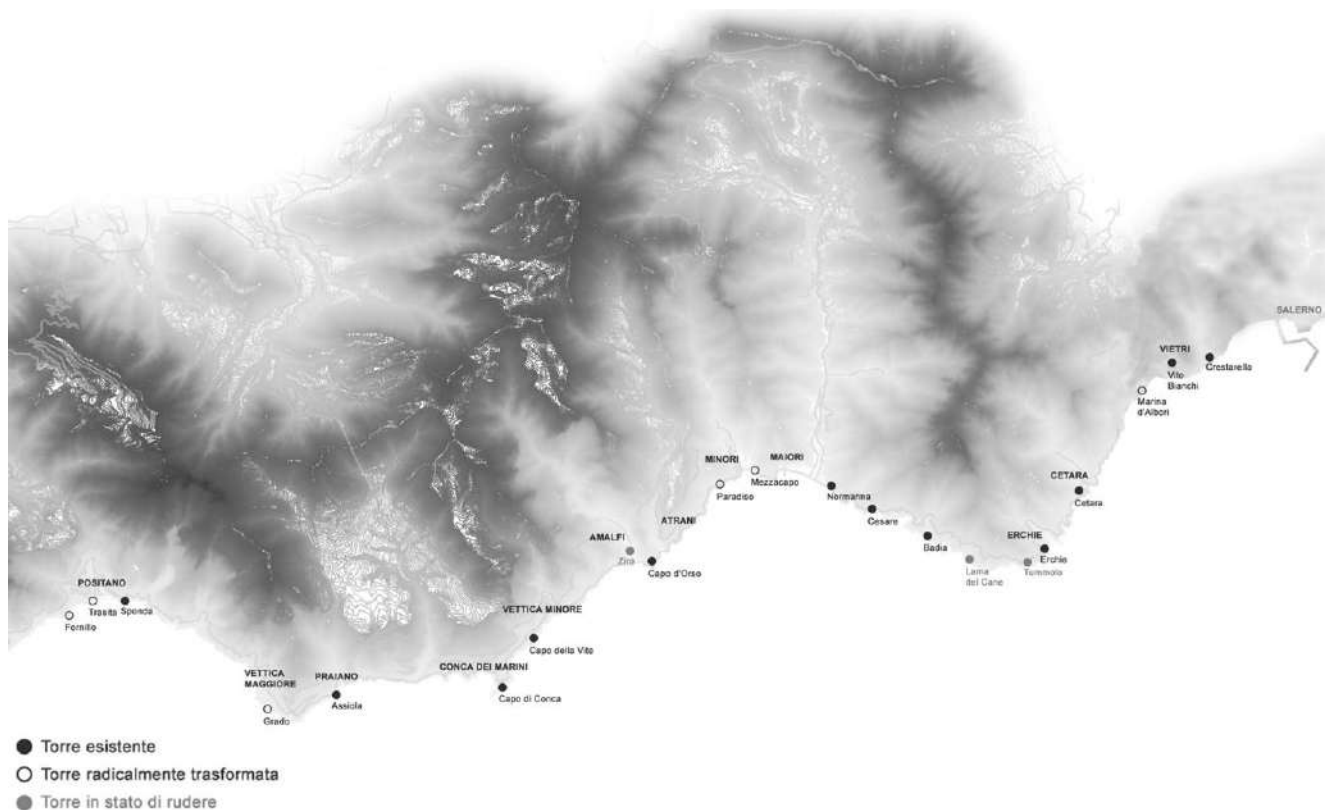 SALERNO
VIETRI
Crestarella
Vito
Bianchi
Marina
d'Albori
MINORI
MAIORI
Mezzacapo
Paradiso
Normanna
CETARA
Cetara
Cesare
ATRANI
AMALFI
Zirò
Capo d'Orso
Badia
ERCHIE
Erchie
Lama
del Cane
Tummolo
POSITANO
Trasita
Sponda
Fornillo
VETTICA MINORE
Capo della Vite
VETTICA
MAGGIORE
PRAIANO
CONCA DEI MARINI
Grado
Assiola
Capo di Conca
Torre esistente
Torre radicalmente trasformata
Torre in stato di rudere